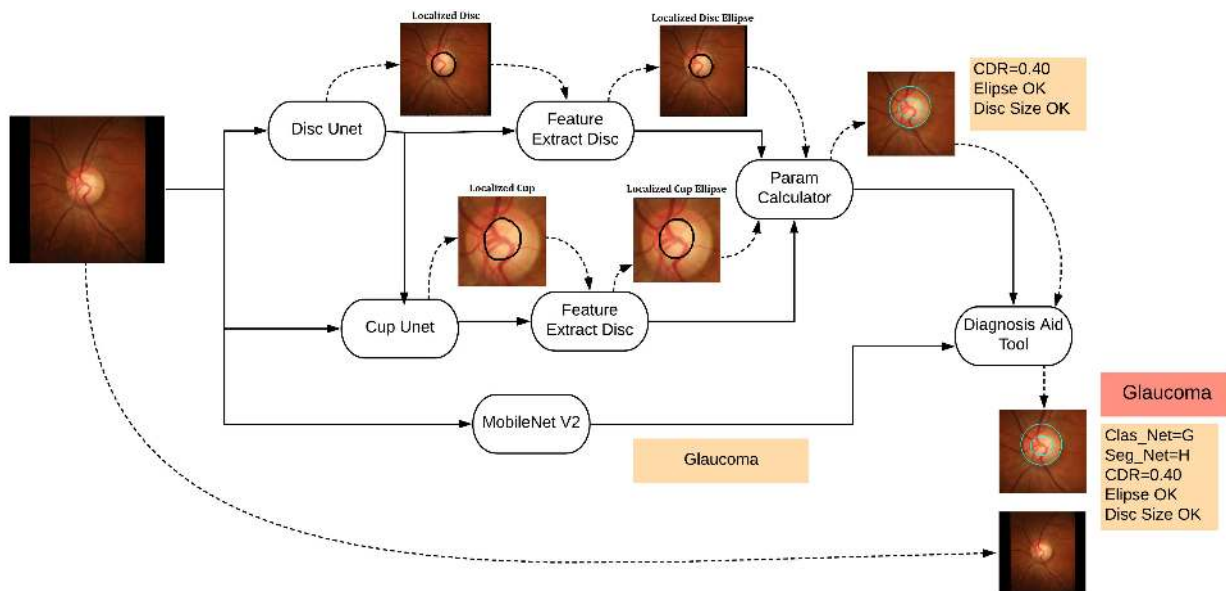 Localized Disc
Localized Disc Ellipse
CDR=0.40
Elipse OK
Disc Size OK
Disc Unet
Feature
Extract Disc
Param
Calculator
Localized Cup
Localized Cup Ellipse
Cup Unet
Feature
Extract Disc
Diagnosis Aid
Tool
MobileNet V2
Glaucoma
Glaucoma
Clas_Net=G
Seg_Net=H
CDR=0.40
Elipse OK
Disc Size OK